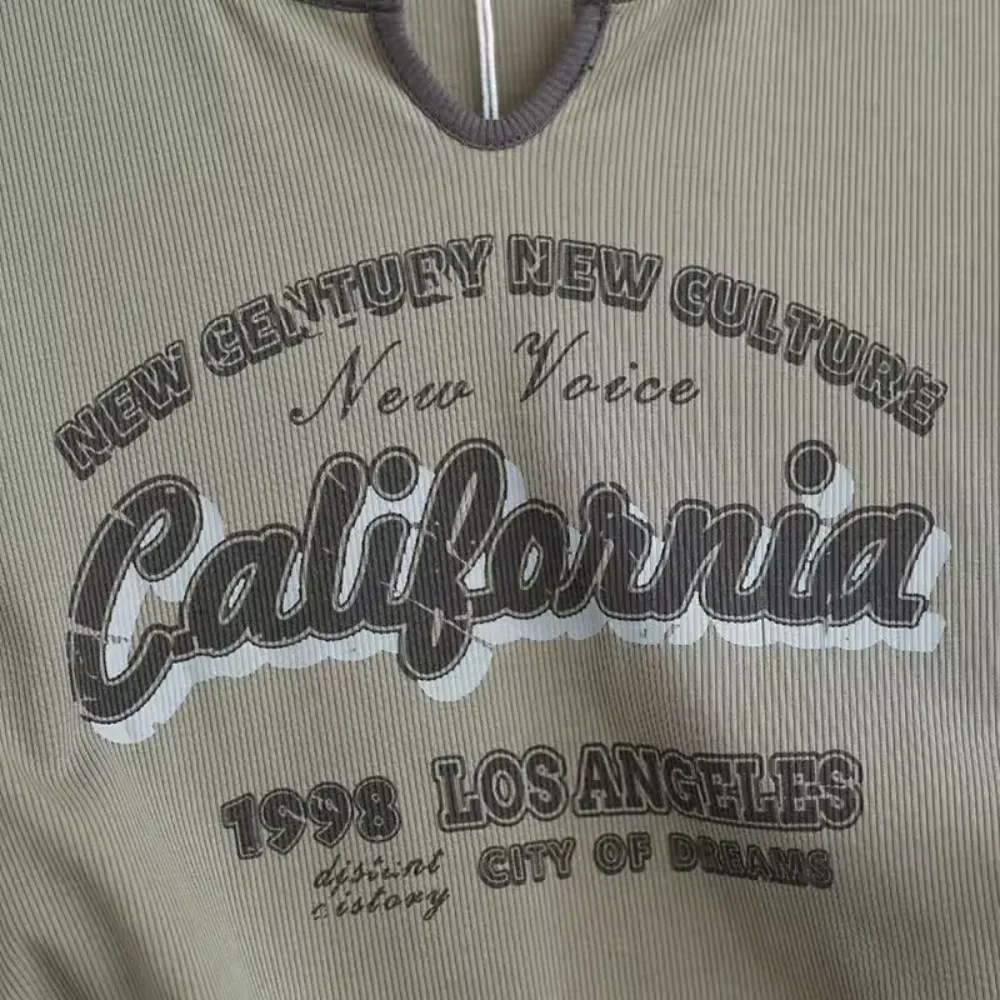 NEW CENTURY NEW CULTURE
New Voice
California
1998 LOS ANGELES
CITY OF DREAMS